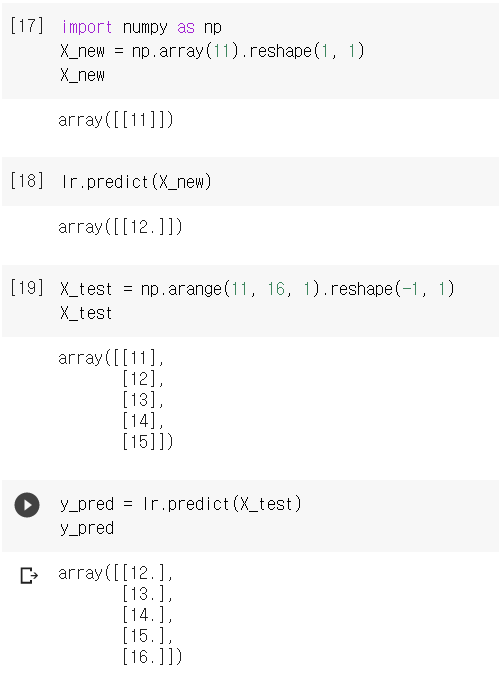 [17] import numpy as np
X_new = np.array(11).reshape(1, 1)
X_new
array([[11]])
[18] lr.predict(X_new)
array([[12.]])
[19] X_test = np.arange(11, 16, 1).reshape(-1, 1)
X_test
array([[11],
[12],
[13],
[14],
[15]])
y_pred = lr.predict(X_test)
y_pred
array([[12.],
[13.],
[14.],
[15.],
[16.]])